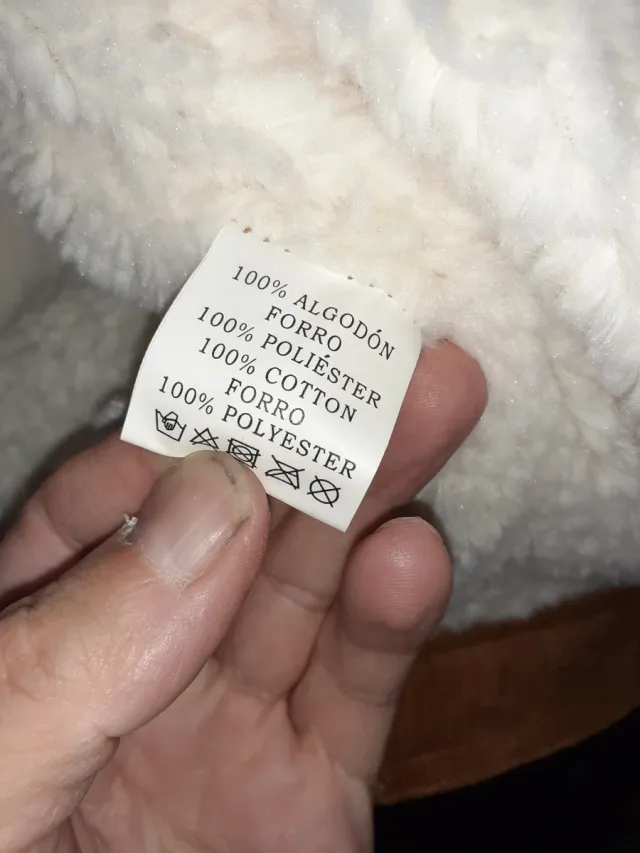 100% ALGODÓN
FORRO
100% POLIÉSTER
100% COTTON
FORRO
100% POLYESTER